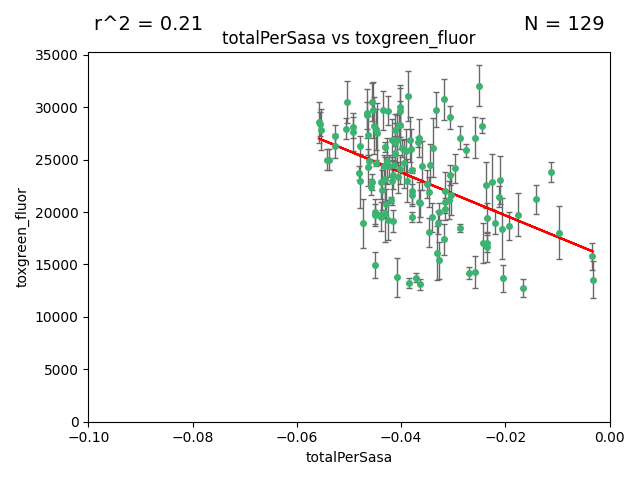 r^2 = 0.21
N = 129
totalPerSasa vs toxgreen_fluor
toxgreen_fluor
35000
30000
25000
20000
15000
10000
5000
0
−0.10
−0.08
−0.06
−0.04
−0.02
0.00
totalPerSasa